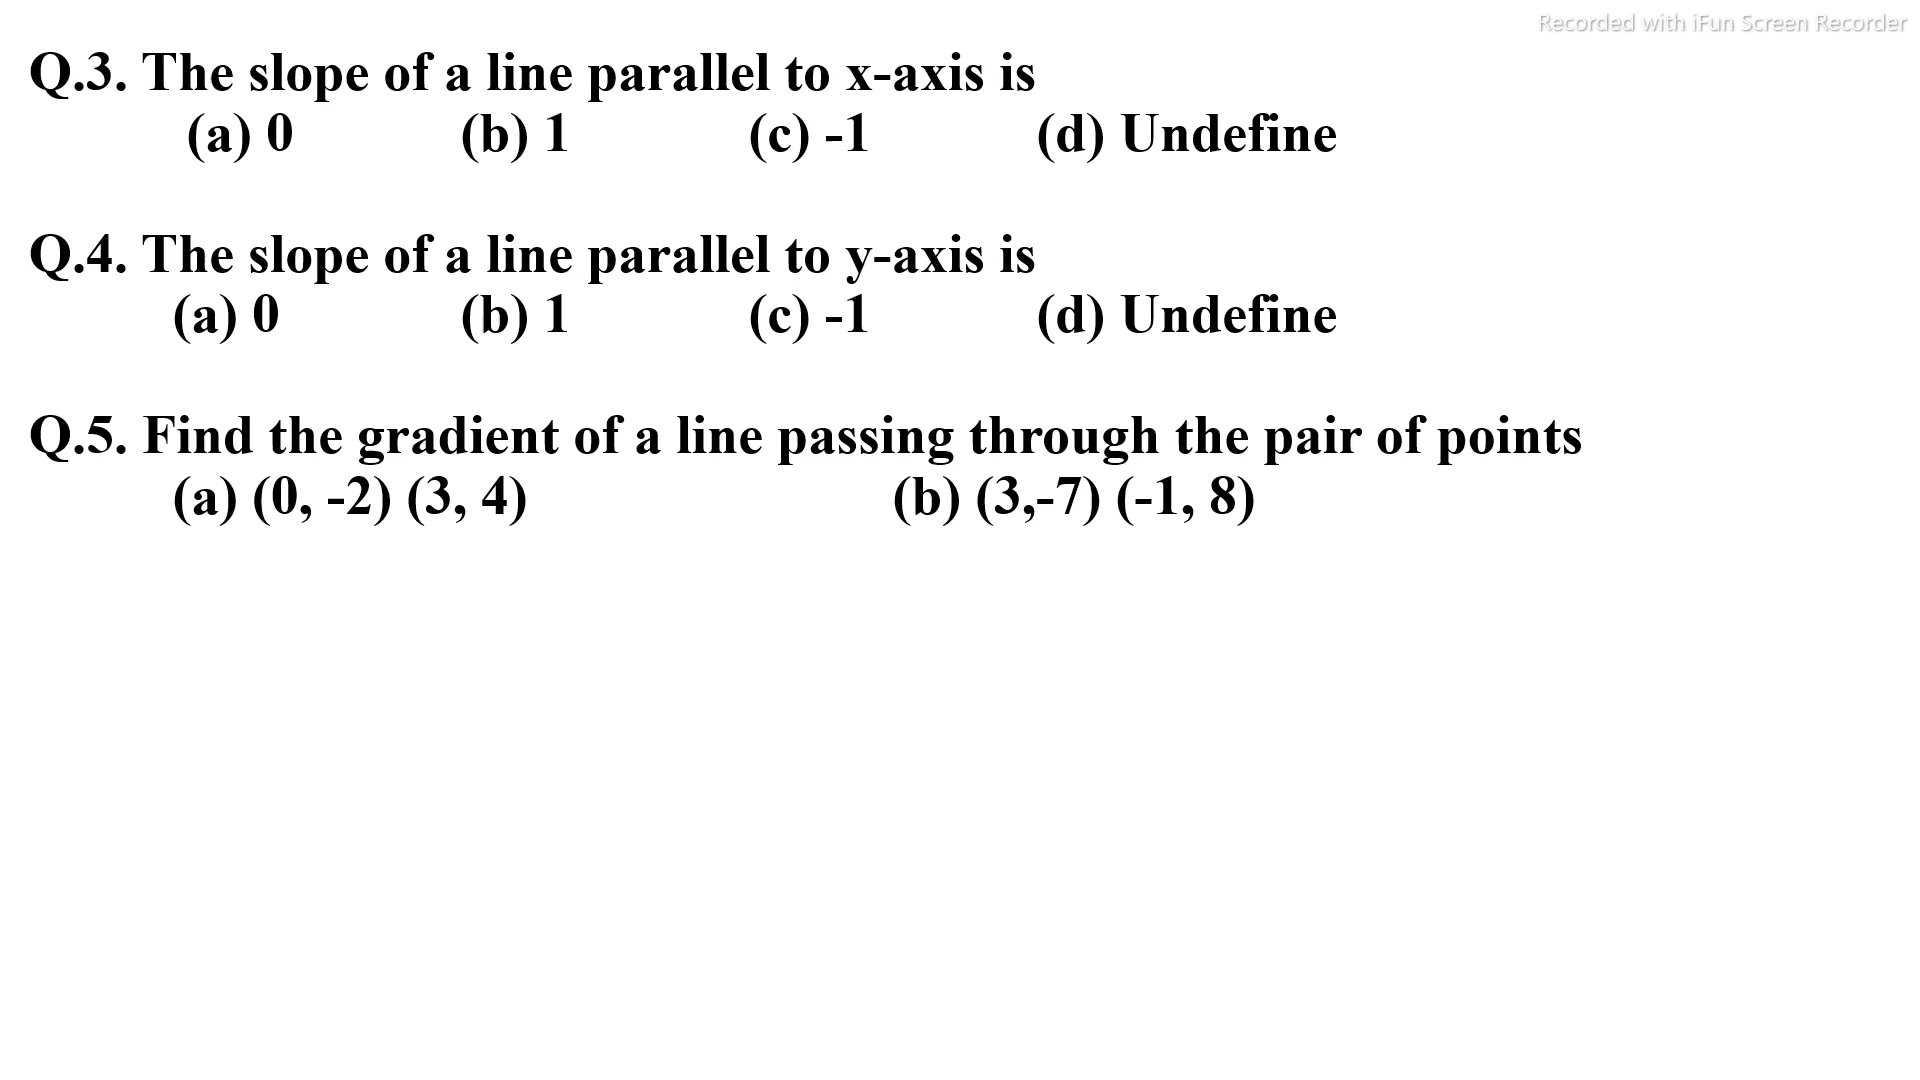 Recorded with iFun Screen Recorder
Q.3. The slope of a line parallel to x-axis is
(a) 0 (b) 1 (c) -1 (d) Undefine
Q.4. The slope of a line parallel to y-axis is
(a) 0 (b) 1 (c) -1 (d) Undefine
Q.5. Find the gradient of a line passing through the pair of points
(a) (0, -2) (3, 4) (b) (3,-7) (-1, 8)